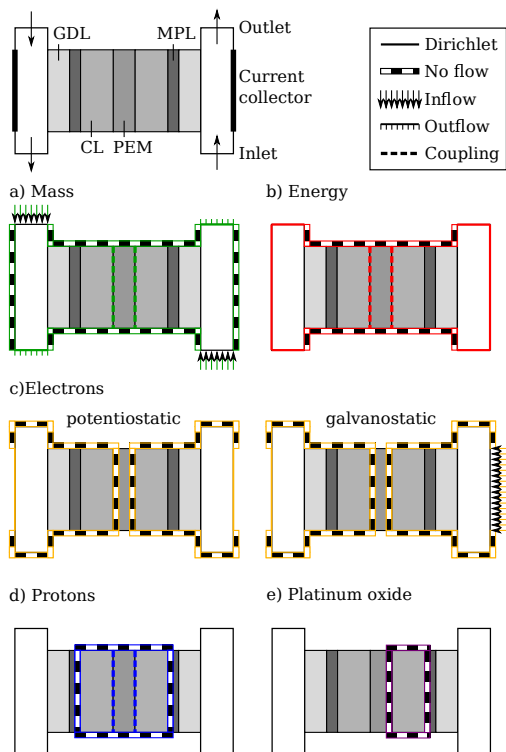 GDL
MPL
Outlet
Current
collector
CL PEM
Inlet
Dirichlet
No flow
Inflow
Outflow
Coupling
a) Mass
b) Energy
c)Electrons
potentiostatic
galvanostatic
d) Protons
e) Platinum oxide